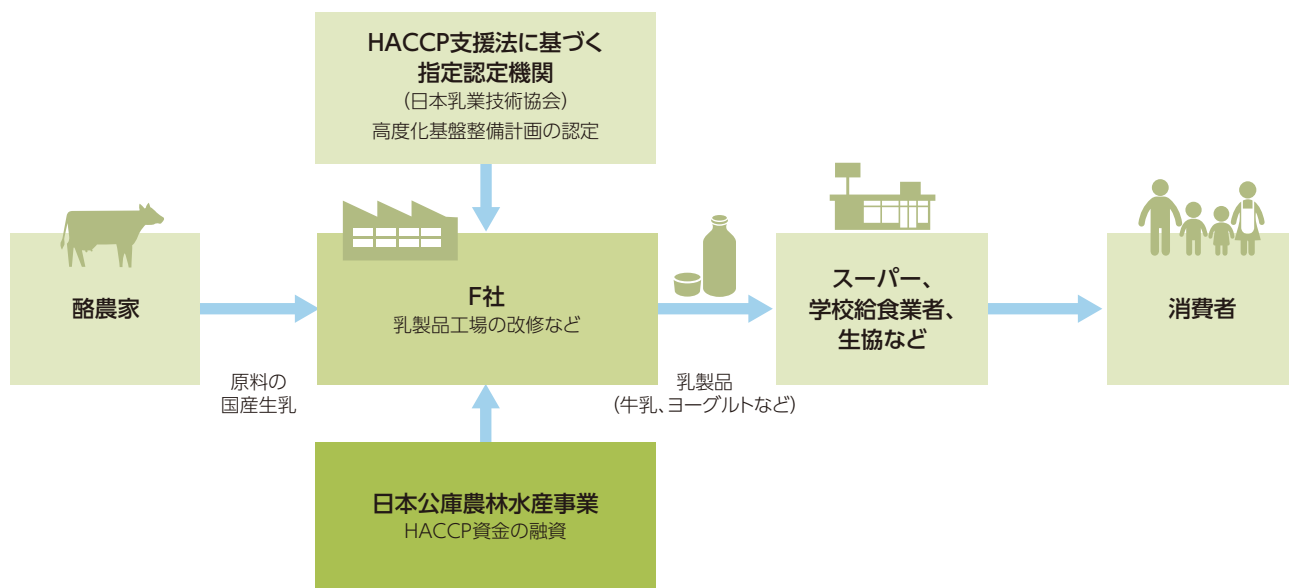 HACCP支援法に基づく
指定認定機関
(日本乳業技術協会)
高度化基盤整備計画の認定
酪農家
原料の
国産生乳
F社
乳製品工場の改修など
乳製品
(牛乳、ヨーグルトなど)
スーパー、
学校給食業者、
生協など
消費者
日本公庫農林水産事業
HACCP資金の融資